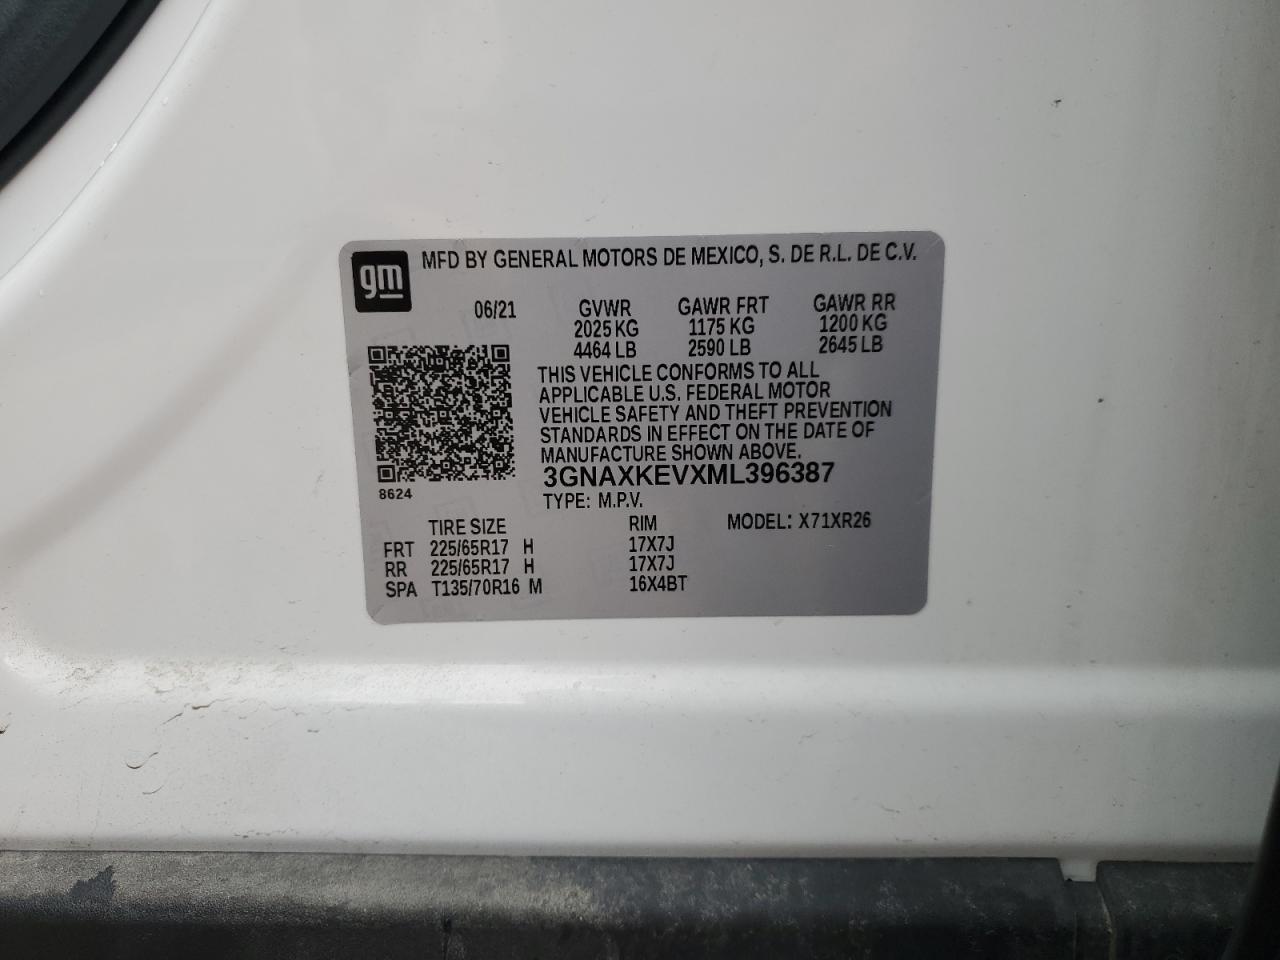 gm
MFD BY GENERAL MOTORS DE MEXICO, S. DE R.L. DE C.V.
06/21 GVWR GAWR FRT GAWR RR
2025 KG 1175 KG 1200 KG
4464 LB 2590 LB 2645 LB
THIS VEHICLE CONFORMS TO ALL
APPLICABLE U.S. FEDERAL MOTOR
VEHICLE SAFETY AND THEFT PREVENTION
STANDARDS IN EFFECT ON THE DATE OF
MANUFACTURE SHOWN ABOVE.
3GNAXKEVXML396387
8624
TYPE: M.P.V.
TIRE SIZE RIM MODEL: X71XR26
FRT 225/65R17 H 17X7J
RR 225/65R17 H 17X7J
SPA T135/70R16 M 16X4BT